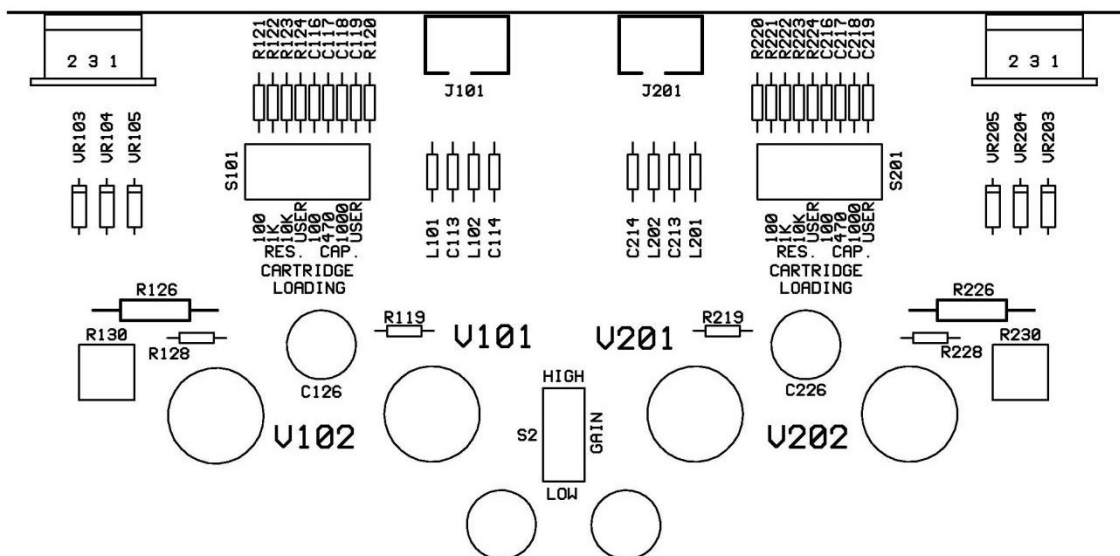 R121
R122
R123
R124
C116
C117
C118
C119
R120
R220
R221
R222
R223
R224
C216
C217
C218
C219
2 3 1
2 3 1
J101
J201
VR103
VR104
VR105
S101
S201
VR205
VR204
VR203
100
1K
10K
USER
100
470
1000
USER
RES. CAP.
CARTRIDGE
LOADING
L101
C113
L102
C114
C214
L202
C213
L201
100
1K
10K
USER
100
470
1000
USER
RES. CAP.
CARTRIDGE
LOADING
R126
R226
R130
R128
R119
V101
V201
R219
R228
R230
C126
HIGH
C226
V102
S2
GAIN
V202
LOW